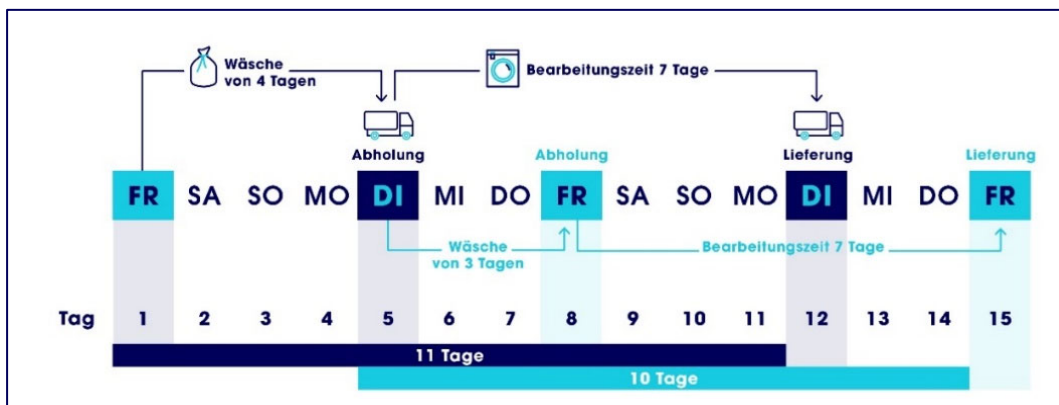 Wäsche
von 4 Tagen
Bearbeitungszeit 7 Tage
Abholung Abholung Lieferung Lieferung
FR SA SO MO DI MI DO FR SA SO MO DI MI DO FR
Wäsche
von 3 Tagen
Bearbeitungszeit 7 Tage
Tag 1 2 3 4 5 6 7 8 9 10 11 12 13 14 15
11 Tage
10 Tage